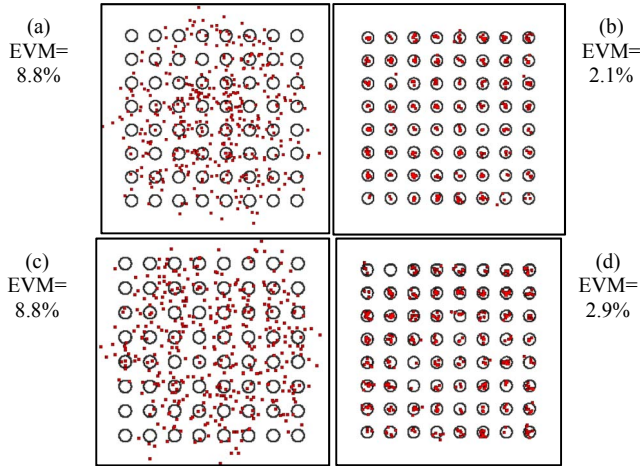 (a)
EVM=
8.8%
(b)
EVM=
2.1%
(c)
EVM=
8.8%
(d)
EVM=
2.9%